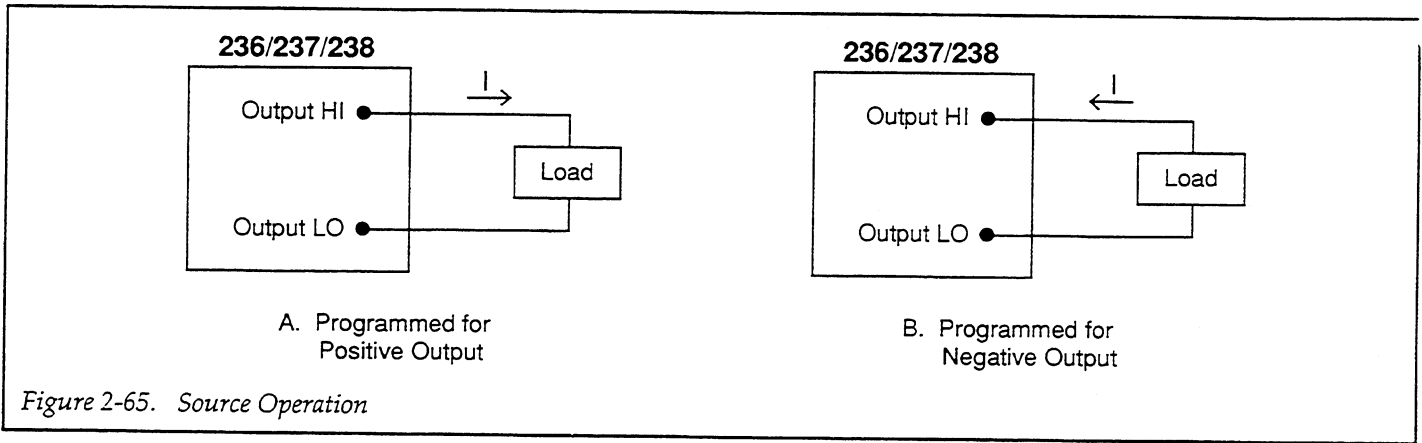 236/237/238
I
Output HI
Load
Output LO
A. Programmed for
Positive Output
236/237/238
I
Output HI
Load
Output LO
B. Programmed for
Negative Output
Figure 2-65. Source Operation